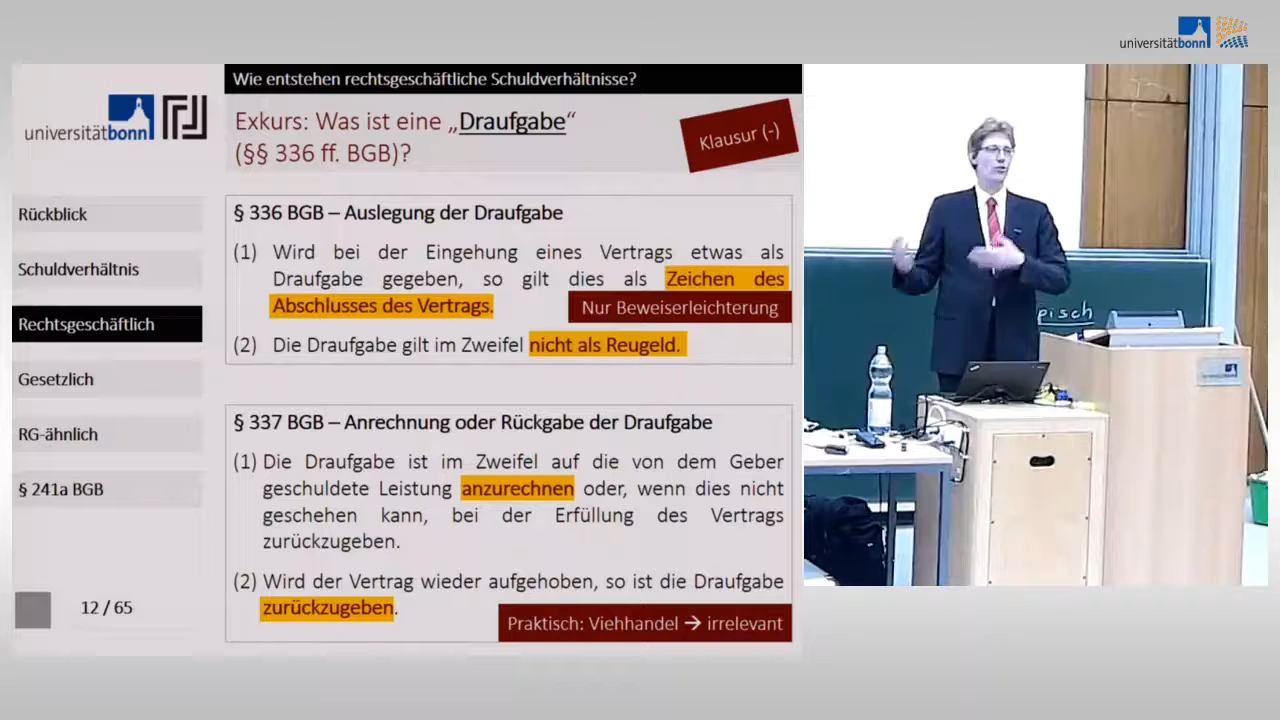 universitätbonn
Wie entstehen rechtsgeschäftliche Schuldverhältnisse?
universitätbonn
Exkurs: Was ist eine „Draufgabe“
(§§ 336 ff. BGB)?
Klausur (-)
Rückblick
Schuldverhältnis
Rechtsgeschäftlich
Gesetzlich
RG-ähnlich
§ 241a BGB
12 / 65
§ 336 BGB – Auslegung der Draufgabe
(1) Wird bei der Eingehung eines Vertrags etwas als
Draufgabe gegeben, so gilt dies als Zeichen des
Abschlusses des Vertrags.
Nur Beweiserleichterung
(2) Die Draufgabe gilt im Zweifel nicht als Reugeld.
§ 337 BGB – Anrechnung oder Rückgabe der Draufgabe
(1) Die Draufgabe ist im Zweifel auf die von dem Geber
geschuldete Leistung anzurechnen oder, wenn dies nicht
geschehen kann, bei der Erfüllung des Vertrags
zurückzugeben.
(2) Wird der Vertrag wieder aufgehoben, so ist die Draufgabe
zurückzugeben.
Praktisch: Viehhandel → irrelevant
pisch